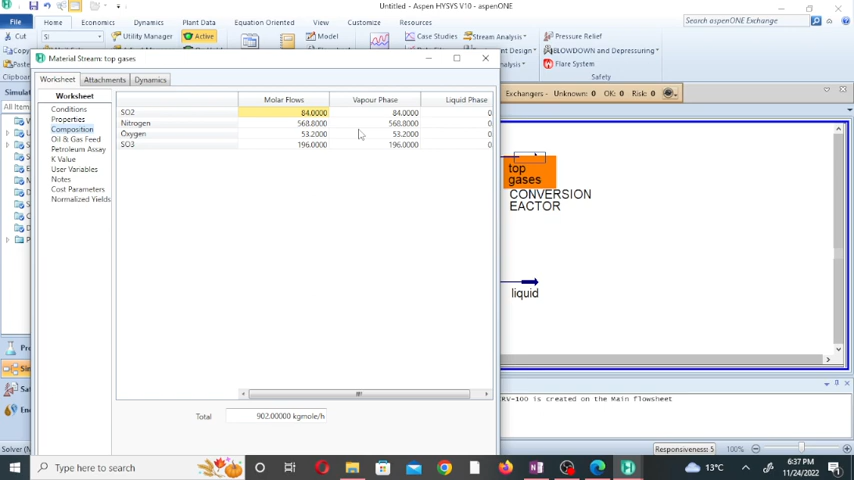 Untitled - Aspen HYSYS V10 - aspenONE
File Home Economics Dynamics Plant Data Equation Oriented View Customize Resources
Search aspenONE Exchange
Cut SI Utility Manager Active Model Case Studies Stream Analysis Pressure Relief
BLOWDOWN and Depressuring
Flare System
Clipboard Safety
Material Stream: top gases
Exchangers - Unknown: 0 OK: 0 Risk: 0
Worksheet Attachments Dynamics
Worksheet
Conditions
Properties
Composition
Oil & Gas Feed
Petroleum Assay
K Value
User Variables
Notes
Cost Parameters
Normalized Yields
Molar Flows Vapour Phase Liquid Phase
SO2 84.0000 84.0000 0
Nitrogen 568.8000 568.8000 0
Oxygen 53.2000 53.2000 0
SO3 196.0000 196.0000 0
Total 902.00000 kgmole/h
top
gases
CONVERSION
EACTOR
liquid
RV-100 is created on the Main flowsheet
Responsiveness: 5 100%
Type here to search
13°C
6:37 PM
11/24/2022